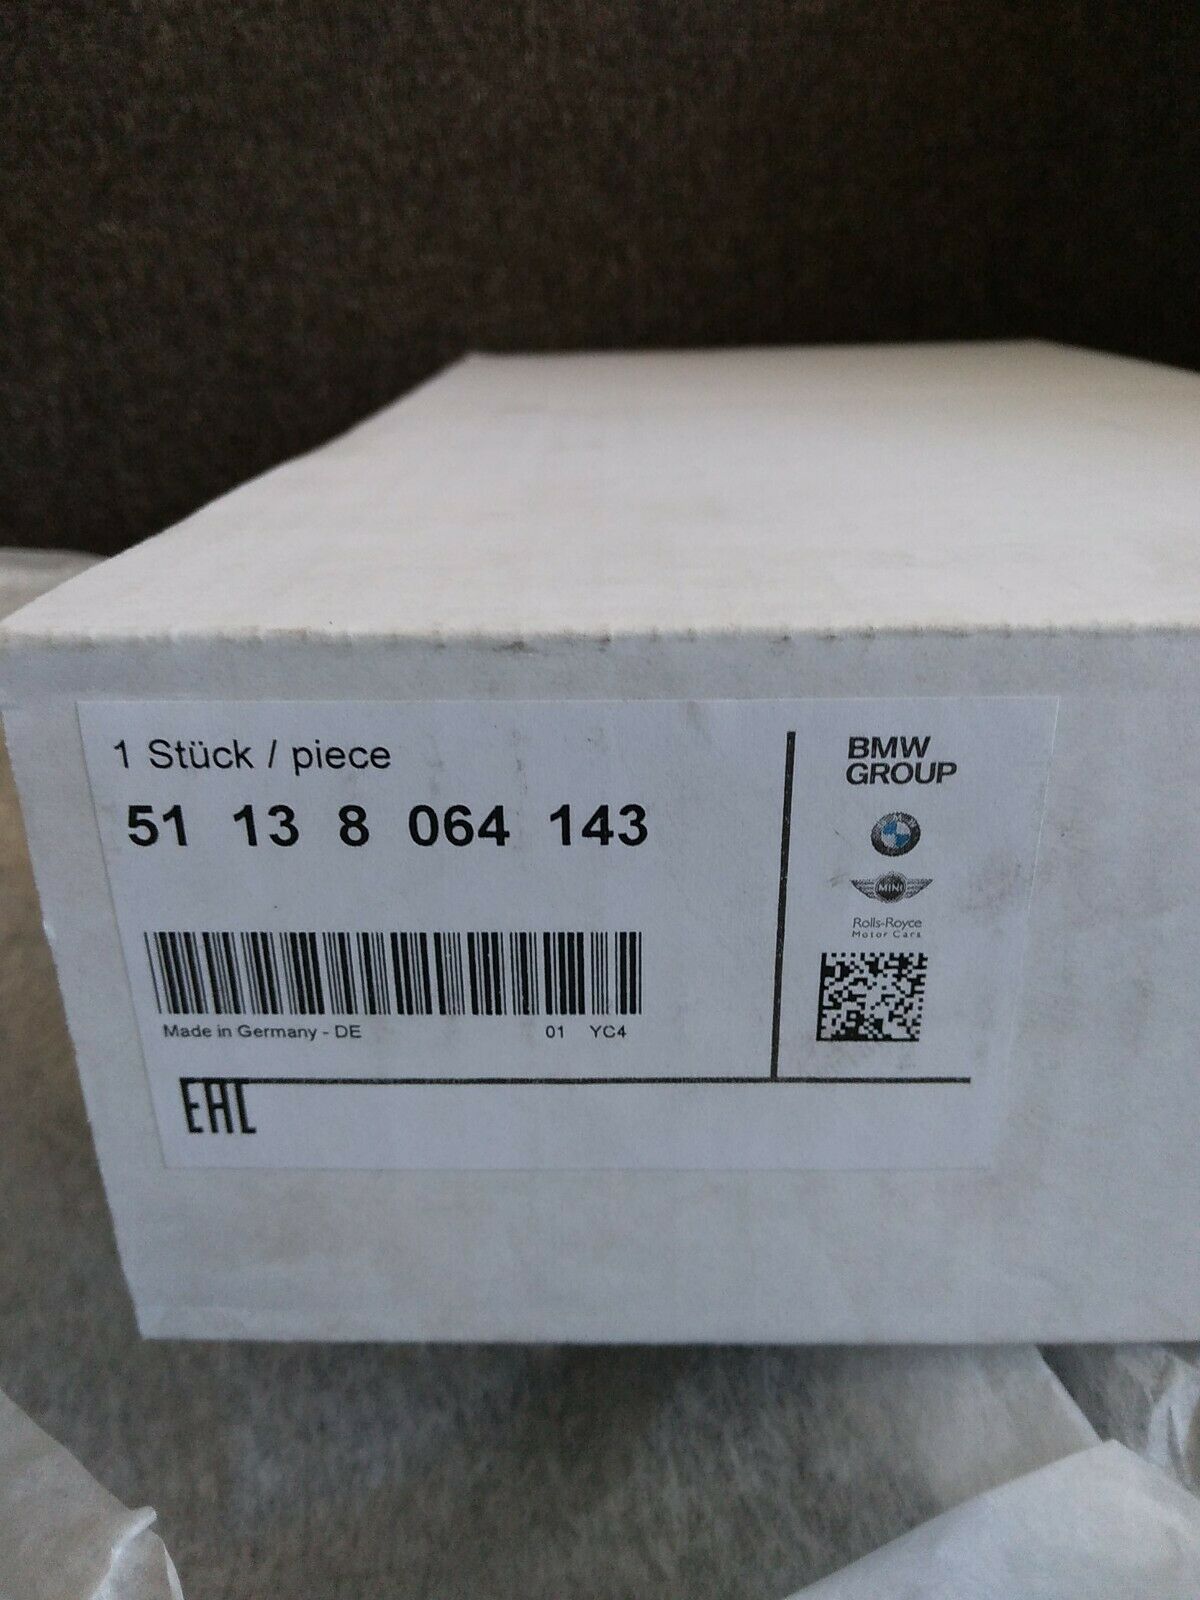 1 Stück / piece
51 13 8 064 143
Made in Germany - DE 01 YC4
EAC
BMW
GROUP
BMW
MINI
Rolls-Royce
Motor Cars